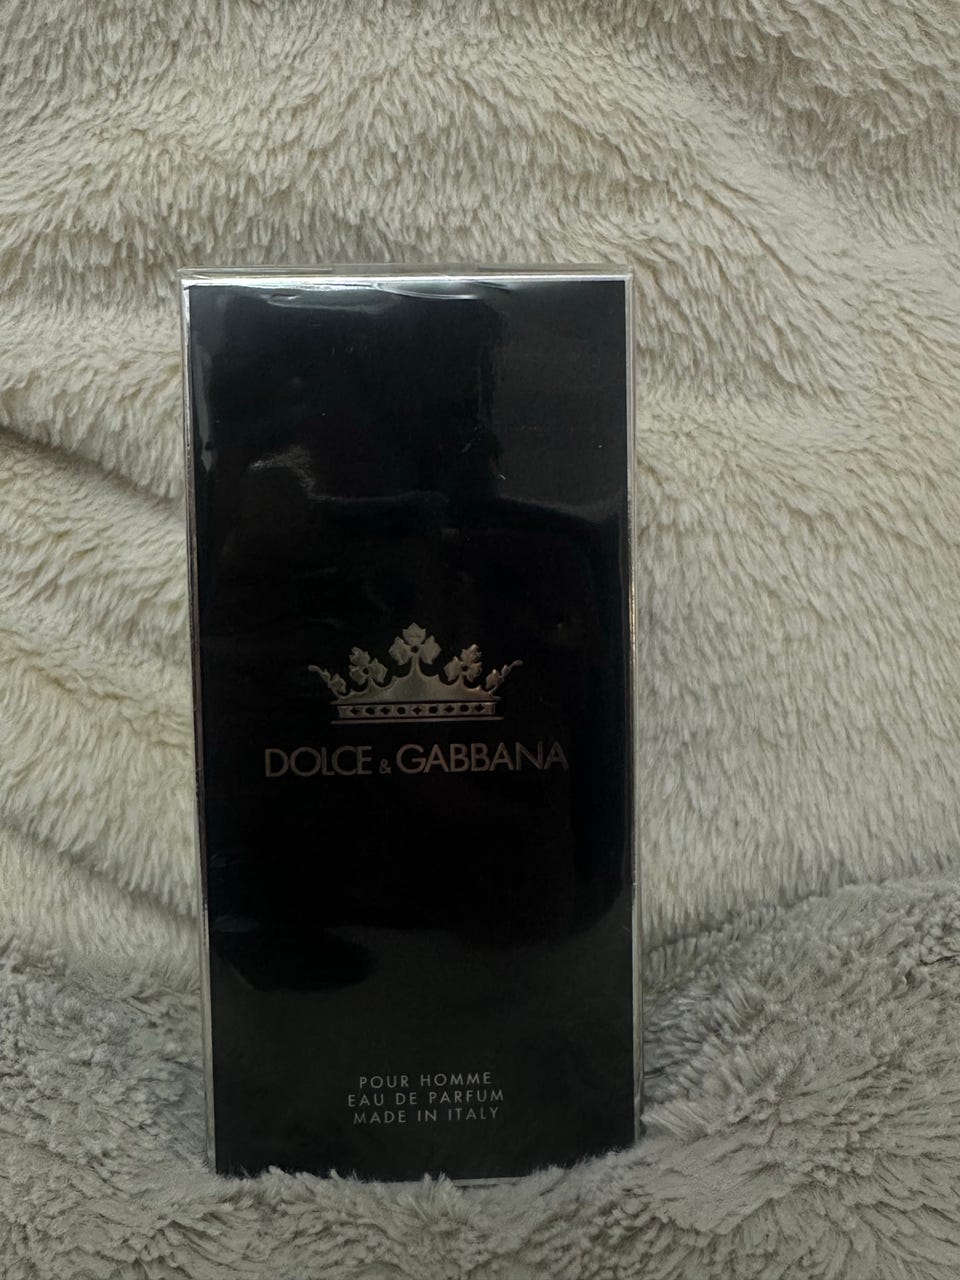 DOLCE & GABBANA
POUR HOMME
EAU DE PARFUM
MADE IN ITALY